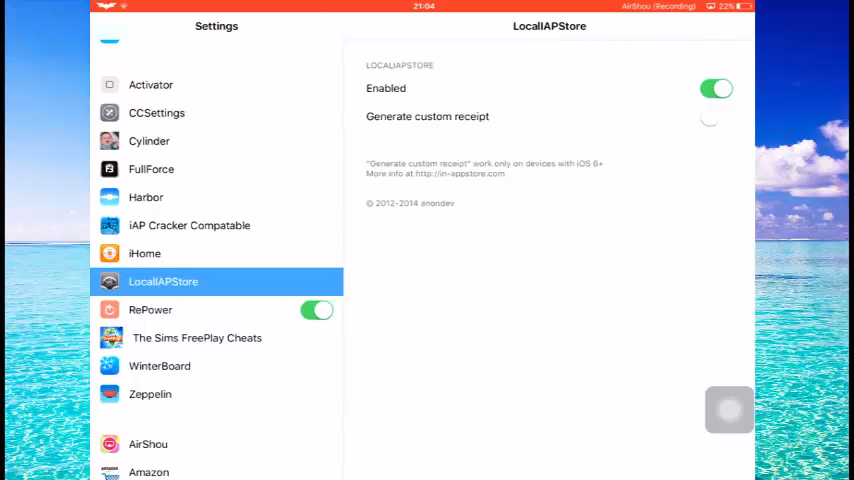 21:04
AirShou (Recording)
22%
Settings
LocalIAPStore
Activator
CCSettings
Cylinder
FullForce
Harbor
iAP Cracker Compatable
iHome
LocalIAPStore
RePower
The Sims FreePlay Cheats
WinterBoard
Zeppelin
AirShou
Amazon
amazon
LOCALIAPSTORE
Enabled
Generate custom receipt
"Generate custom receipt" work only on devices with iOS 6+
More info at http://in-appstore.com
© 2012-2014 anondev